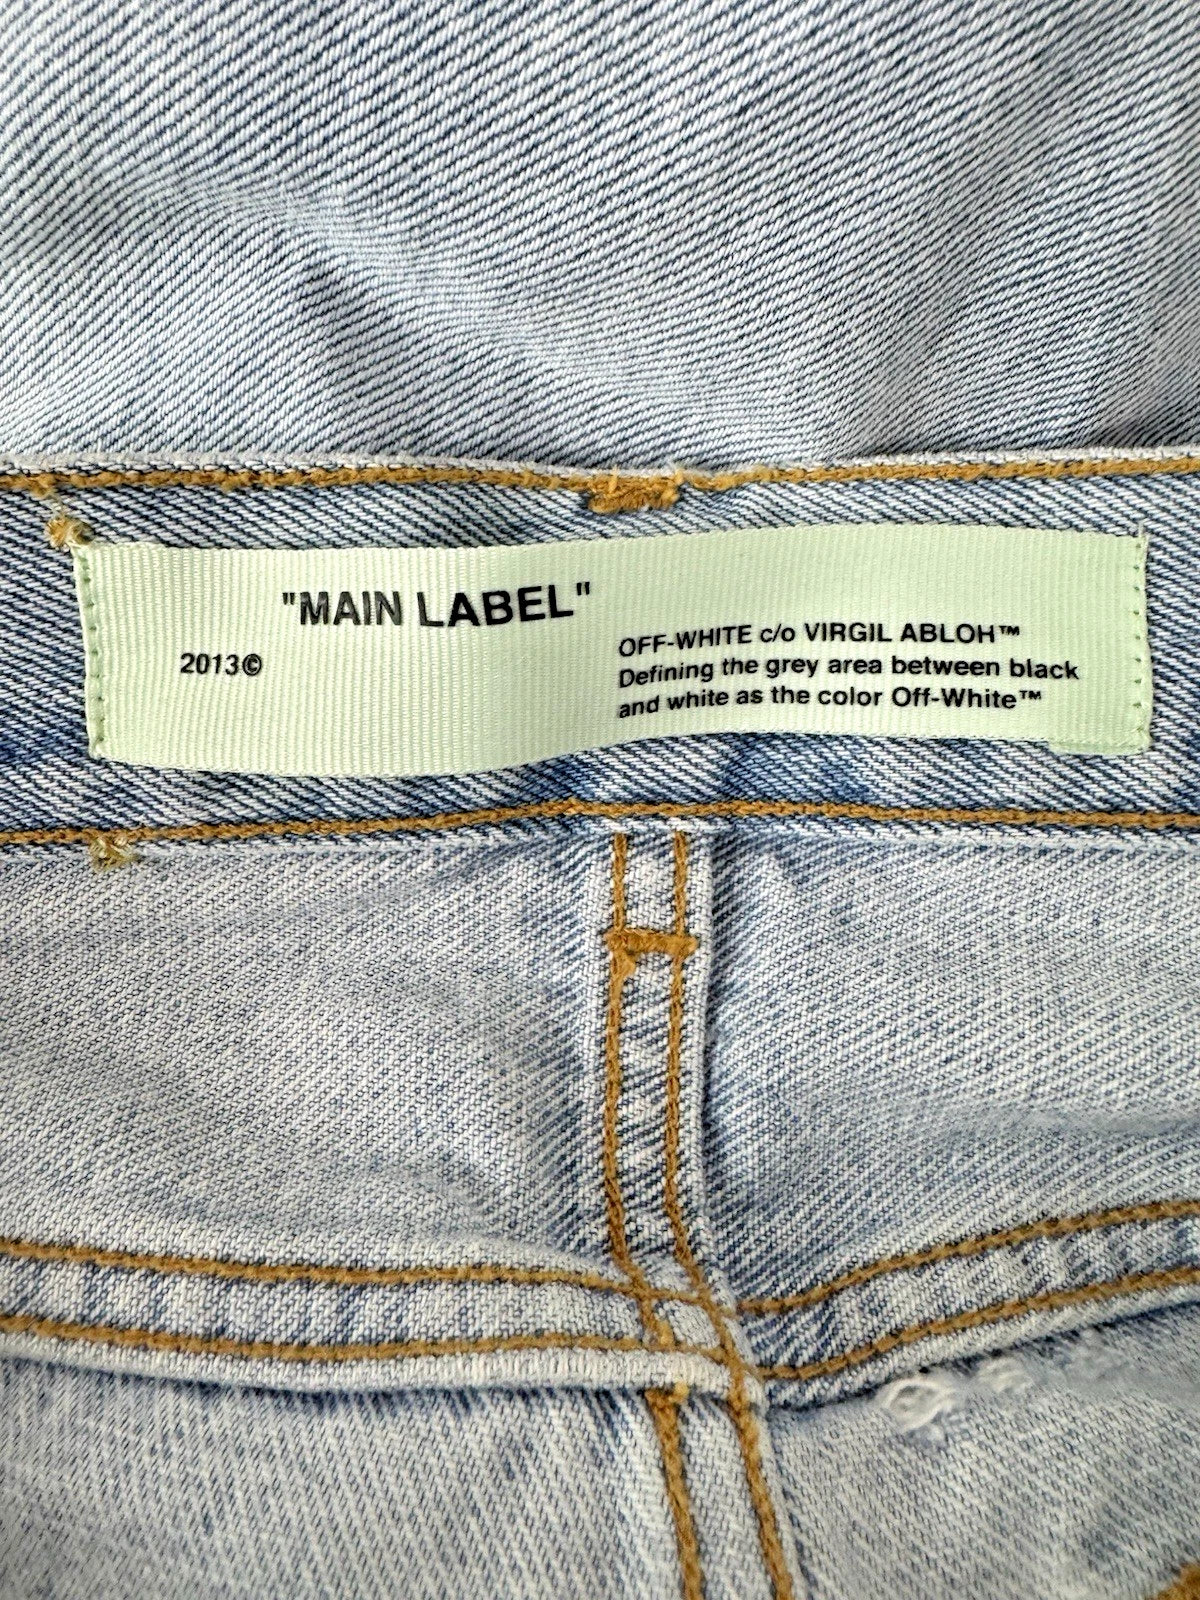 "MAIN LABEL"
2013©
OFF-WHITE c/o VIRGIL ABLOH™
Defining the grey area between black
and white as the color Off-White™